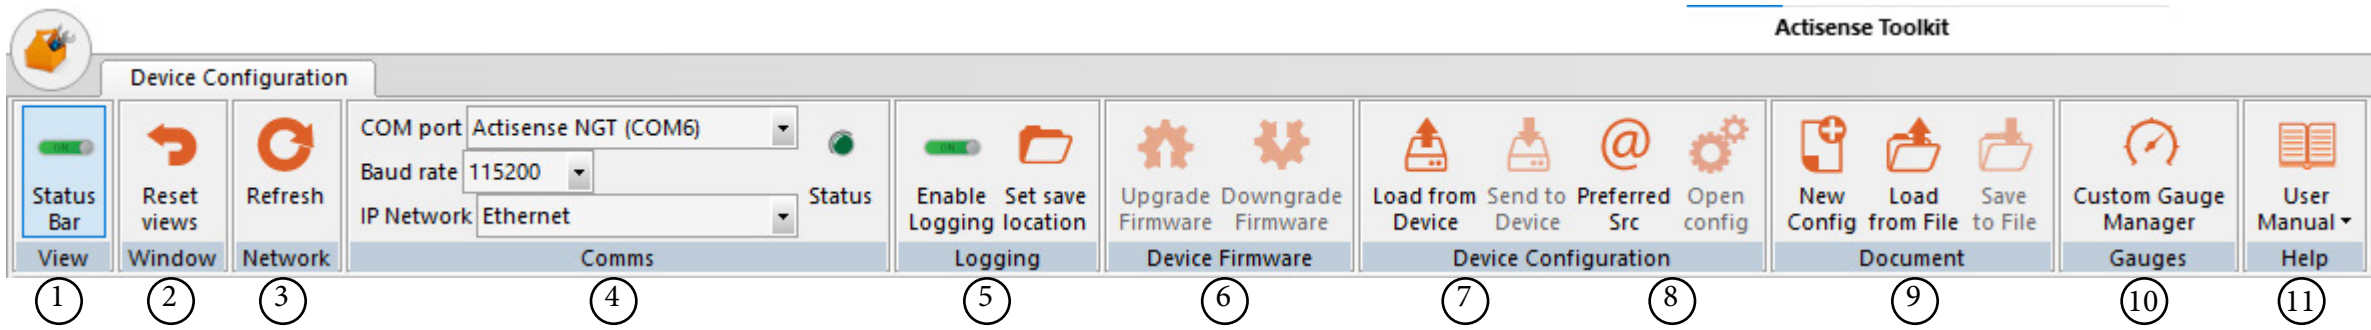 Actisense Toolkit
Device Configuration
ON
Status
Bar
View
Reset
views
Window
Refresh
Network
COM port Actisense NGT (COM6)
Baud rate 115200
IP Network Ethernet
Status
Comms
ON
Enable
Logging
Set save
location
Logging
Upgrade
Firmware
Downgrade
Firmware
Device Firmware
Load from
Device
Send to
Device
@
Preferred
Src
Open
config
Device Configuration
New
Config
Load
from File
Save
to File
Document
Custom Gauge
Manager
Gauges
User
Manual
Help
1 2 3 4 5 6 7 8 9 10 11